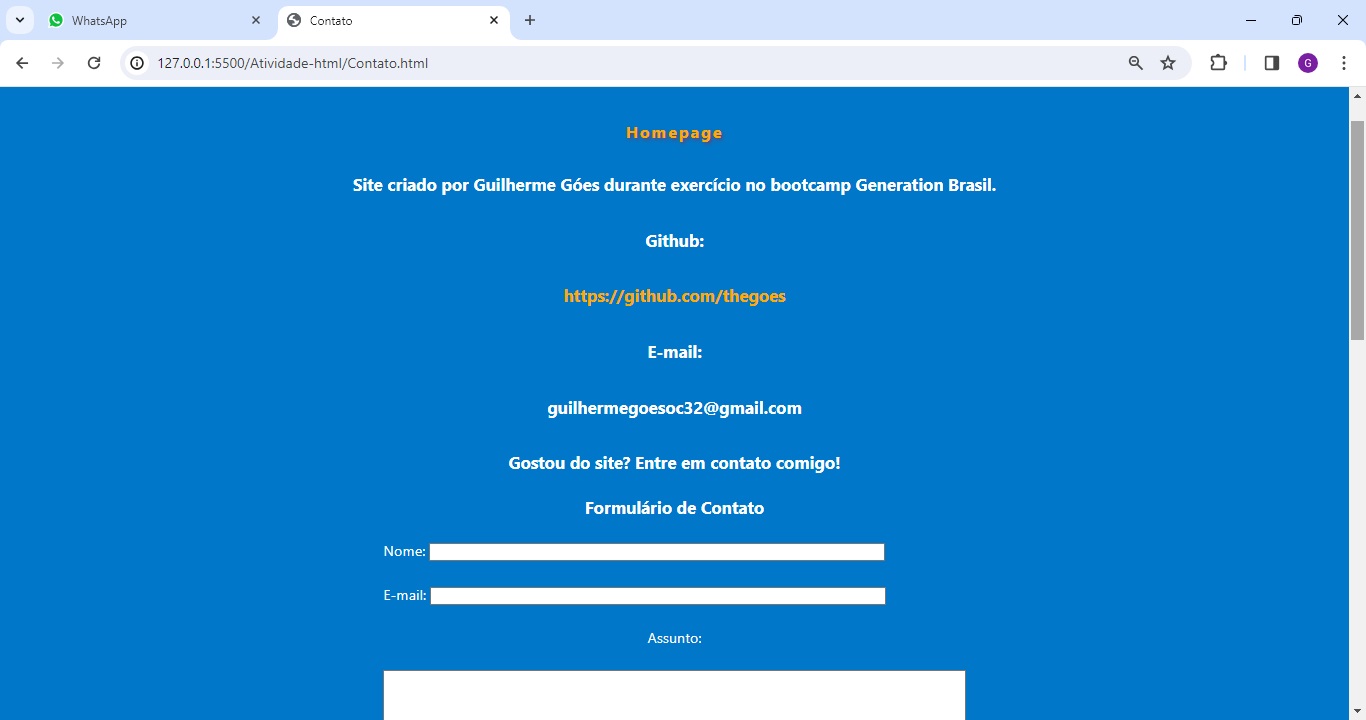 WhatsApp
Contato
127.0.0.1:5500/Atividade-html/Contato.html
G
Homepage
Site criado por Guilherme Góes durante exercício no bootcamp Generation Brasil.
Github:
https://github.com/thegoes
E-mail:
guilhermegoesoc32@gmail.com
Gostou do site? Entre em contato comigo!
Formulário de Contato
Nome:
E-mail:
Assunto: